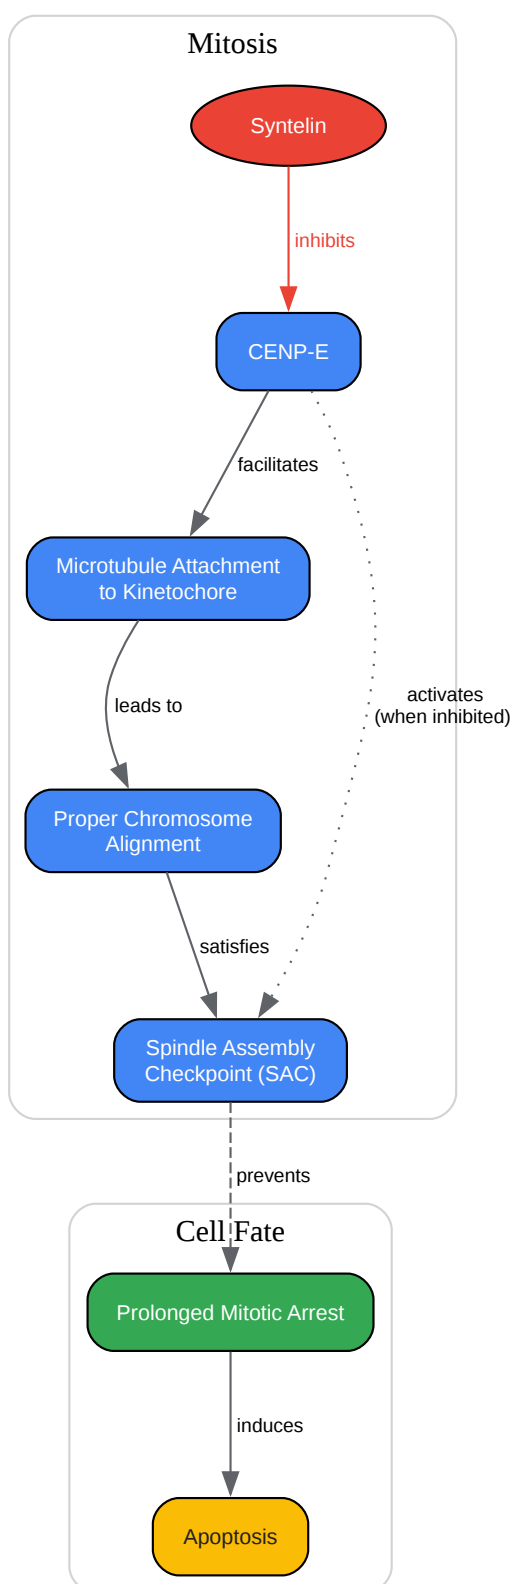 Mitosis
Syntelin
inhibits
CENP-E
facilitates
Microtubule Attachment
to Kinetochore
leads to
activates
(when inhibited)
Proper Chromosome
Alignment
satisfies
Spindle Assembly
Checkpoint (SAC)
prevents
Cell Fate
Prolonged Mitotic Arrest
induces
Apoptosis